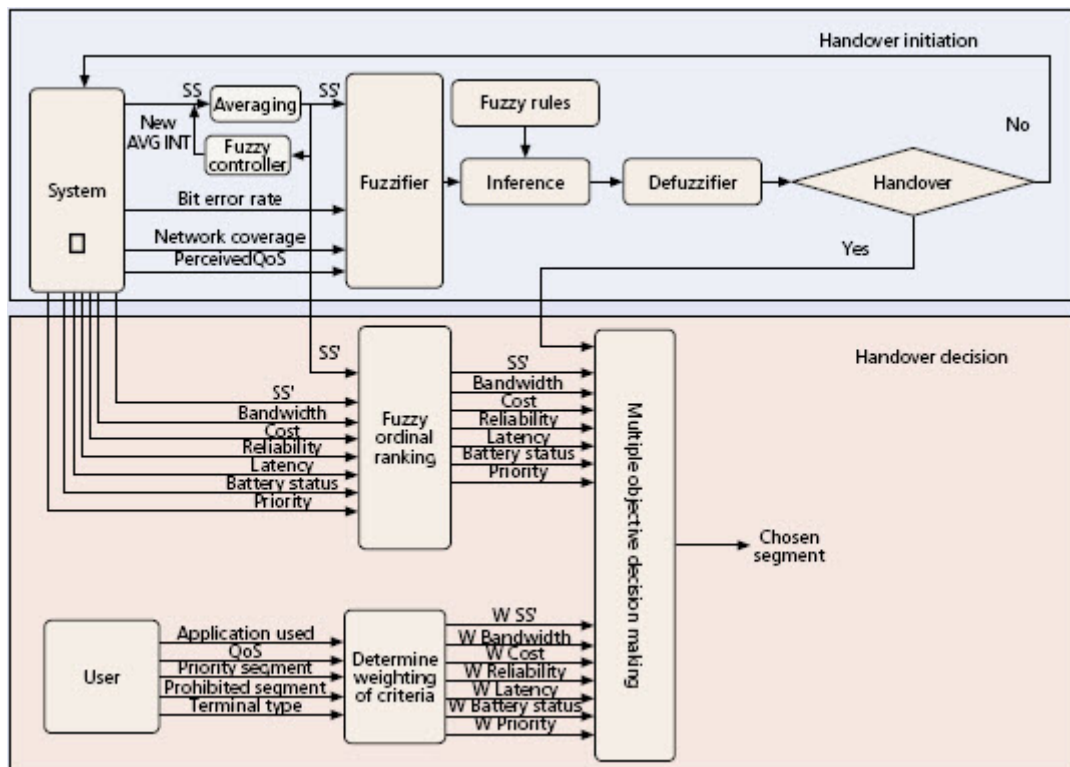 Handover initiation
SS
Averaging
SS'
Fuzzy rules
New
AVG INT
Fuzzy
controller
No
System
Fuzzifier
Inference
Defuzzifier
Handover
Bit error rate
Network coverage
PerceivedQoS
Yes
SS'
Handover decision
SS'
Bandwidth
Cost
Reliability
Latency
Battery status
Priority
Fuzzy
ordinal
ranking
SS'
Bandwidth
Cost
Reliability
Latency
Battery status
Priority
Multiple objective decision making
Chosen
segment
User
Application used
QoS
Priority segment
Prohibited segment
Terminal type
Determine
weighting
of criteria
W SS'
W Bandwidth
W Cost
W Reliability
W Latency
W Battery status
W Priority